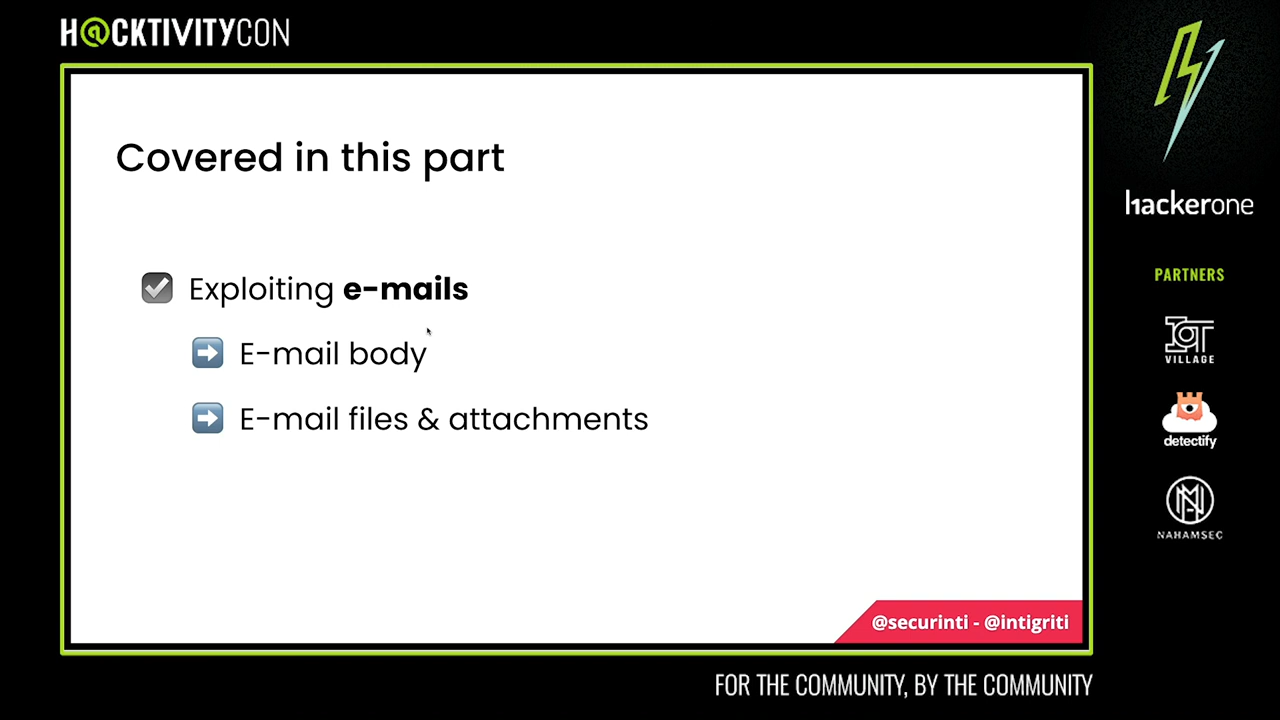 H@CKTIVITYCON
Covered in this part
Exploiting e-mails
E-mail body
E-mail files & attachments
@securinti - @intigriti
FOR THE COMMUNITY, BY THE COMMUNITY
hackerone
PARTNERS
IOT
VILLAGE
detectify
NAHAMSEC